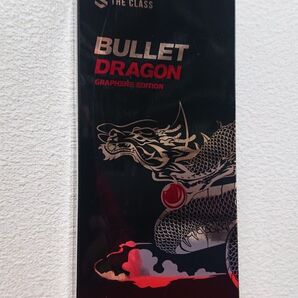 THE CLASS
BULLET
DRAGON
GRAPHENE EDITION